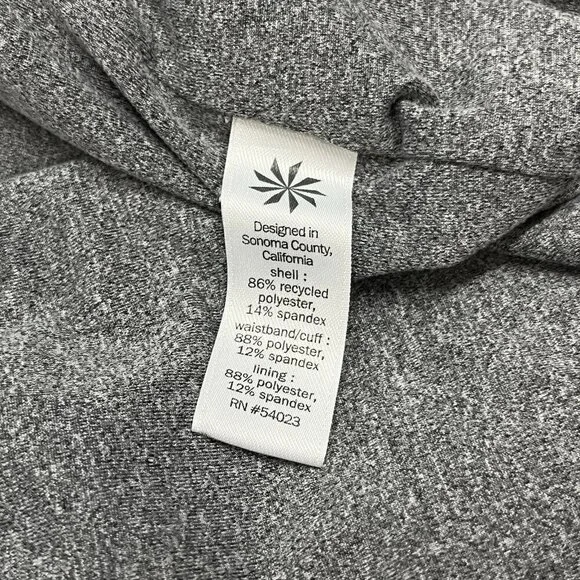 Designed in
Sonoma County,
California
shell :
86% recycled
polyester,
14% spandex
waistband/cuff :
88% polyester,
12% spandex
lining :
88% polyester,
12% spandex
RN #54023